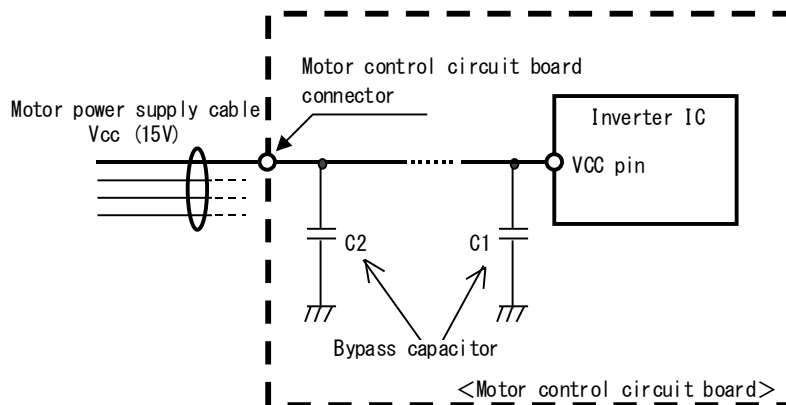 Motor control circuit board
connector
Motor power supply cable
Vcc (15V)
Inverter IC
VCC pin
C2
C1
Bypass capacitor
<Motor control circuit board>